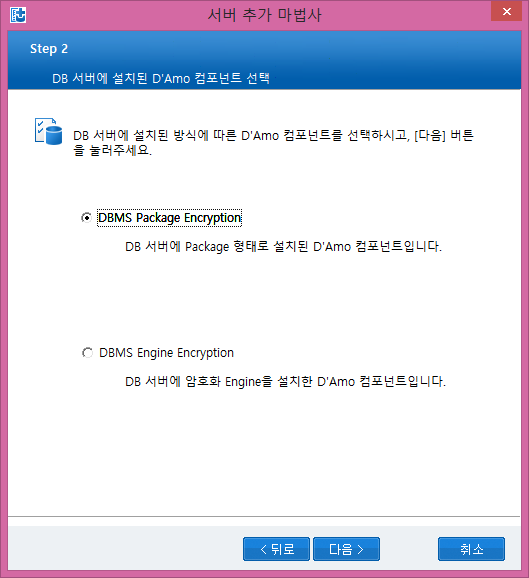 서버 추가 마법사
Step 2
DB 서버에 설치된 D'Amo 컴포넌트 선택
DB 서버에 설치된 방식에 따른 D'Amo 컴포넌트를 선택하시고, [다음] 버튼
을 눌러주세요.
DBMS Package Encryption
DB 서버에 Package 형태로 설치된 D'Amo 컴포넌트입니다.
DBMS Engine Encryption
DB 서버에 암호화 Engine을 설치한 D'Amo 컴포넌트입니다.
< 뒤로
다음 >
취소